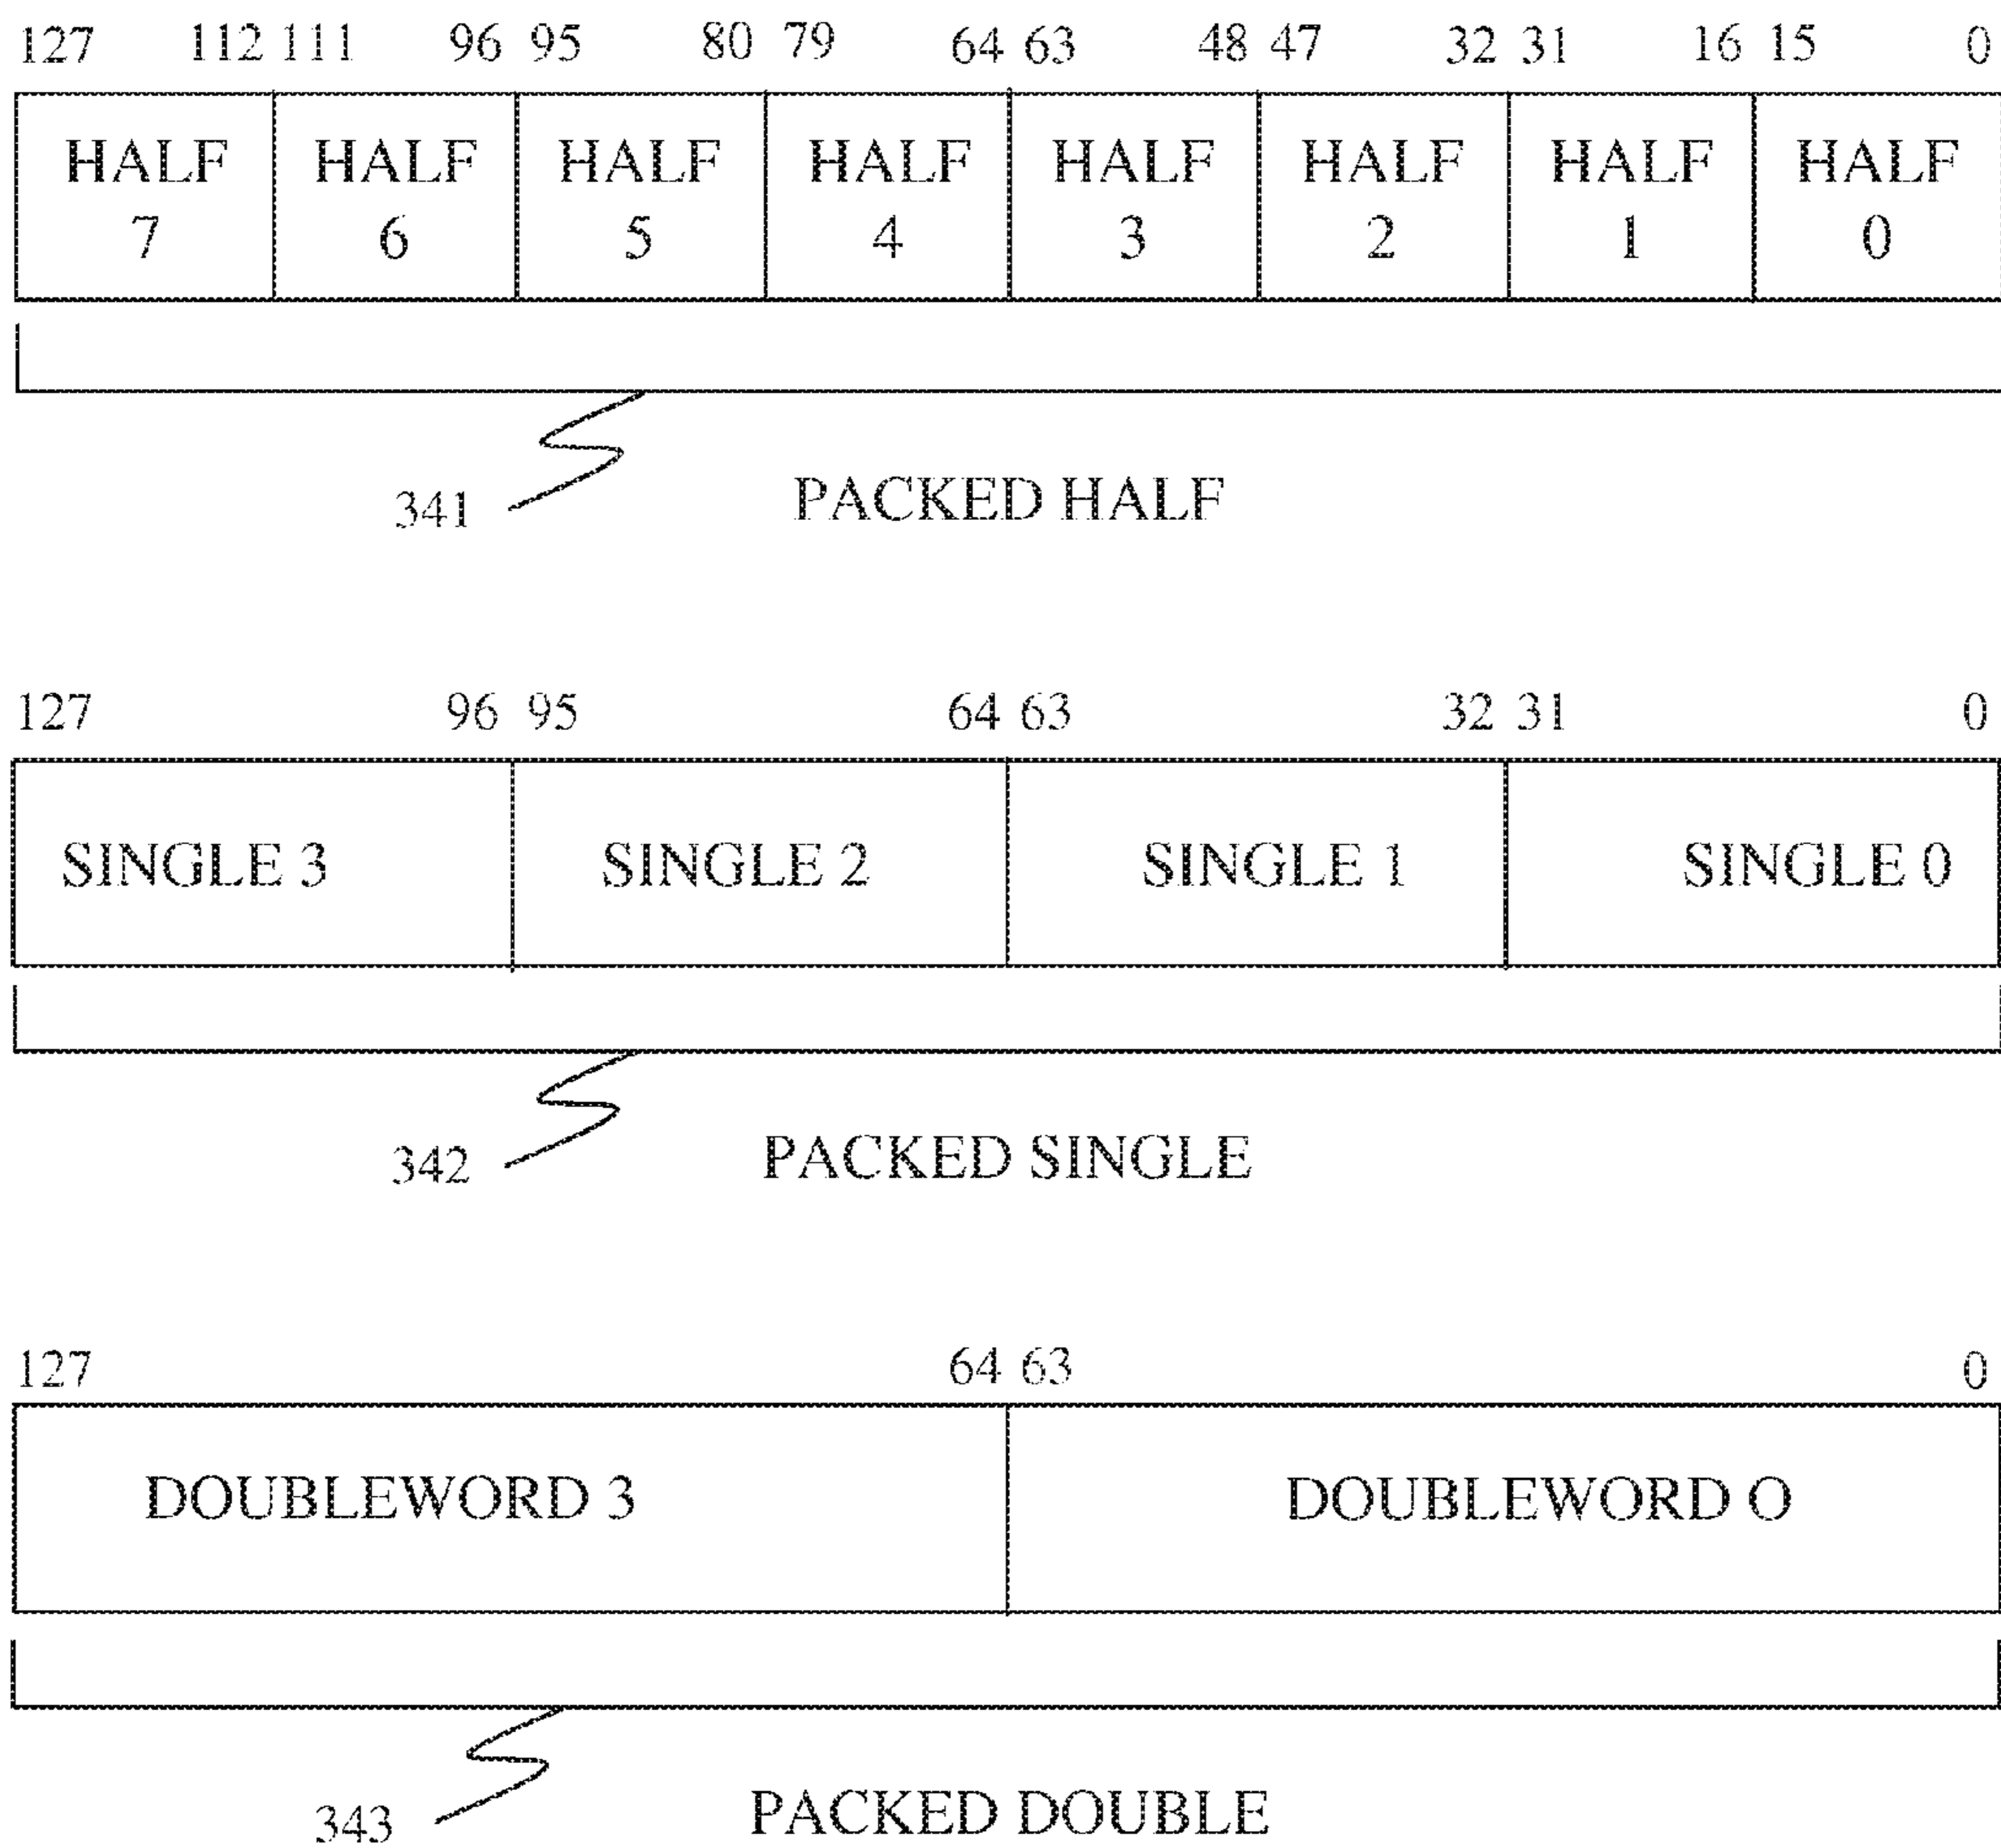 127 112 111 96 95 80 79 64 63 48 47 32 31 16 15 0
HALF HALF HALF HALF HALF HALF HALF HALF
7 6 5 4 3 2 1 0
341 PACKED HALF
127 96 95 64 63 32 31 0
SINGLE 3 SINGLE 2 SINGLE 1 SINGLE 0
342 PACKED SINGLE
127 64 63 0
DOUBLEWORD 3 DOUBLEWORD O
343 PACKED DOUBLE